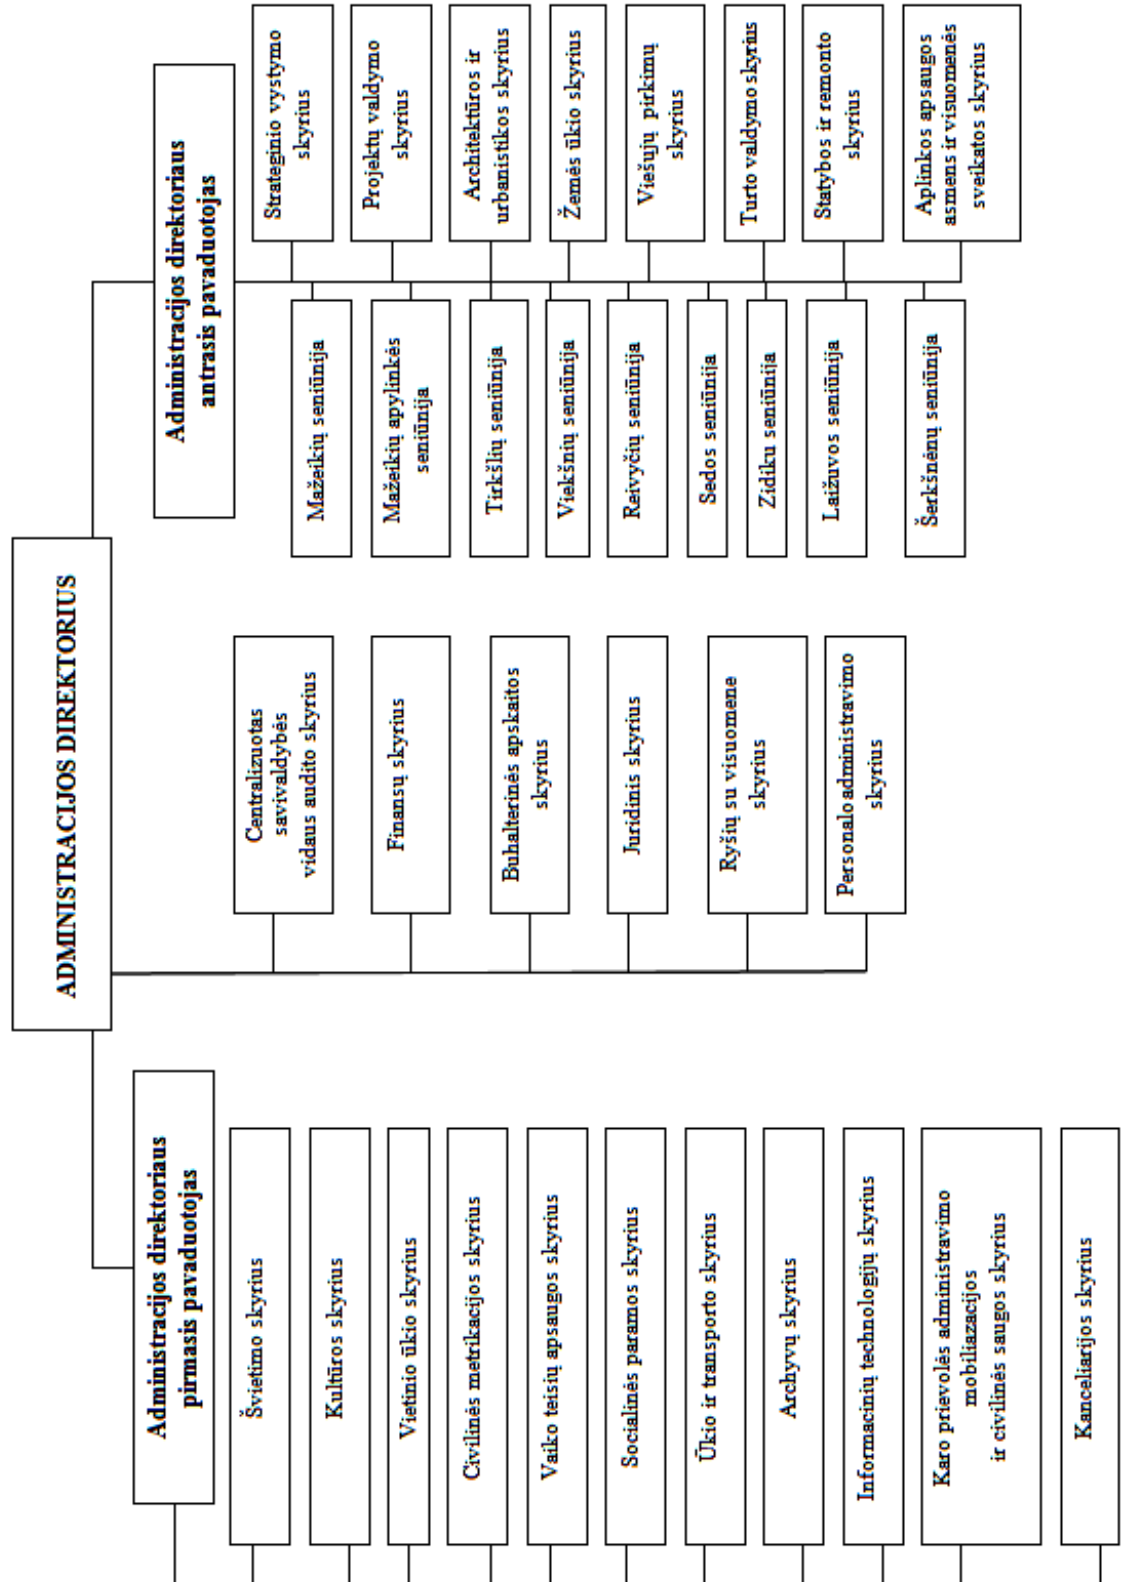 ADMINISTRACIJOS DIREKTORIUS
Administracijos direktoriaus
pirmasis pavaduotojas
Švietimo skyrius
Kultūros skyrius
Vietinio ūkio skyrius
Civilinės metrikacijos skyrius
Vaiko teisių apsaugos skyrius
Socialinės paramos skyrius
Ūkio ir transporto skyrius
Archyvų skyrius
Informacinių technologijų skyrius
Karo prievolės administravimo
mobiliazacijos
ir civilinės saugos skyrius
Kanceliarijos skyrius
Centralizuotas
savivaldybės
vidaus audito skyrius
Finansų skyrius
Buhalterinės apskaitos
skyrius
Juridinis skyrius
Ryšių su visuomene
skyrius
Personalo administravimo
skyrius
Administracijos direktoriaus
antrasis pavaduotojas
Mažeikių seniūnija
Mažeikių apylinkės
seniūnija
Tirkšlių seniūnija
Viekšnių seniūnija
Reivyčių seniūnija
Sedos seniūnija
Zidiku seniūnija
Laižuvos seniūnija
Šerkšnėnų seniūnija
Strateginio vystymo
skyrius
Projektų valdymo
skyrius
Architektūros ir
urbanistikos skyrius
Žemės ūkio skyrius
Viešųjų pirkimų
skyrius
Turto valdymo skyrius
Statybos ir remonto
skyrius
Aplinkos apsaugos
asmens ir visuomenės
sveikatos skyrius